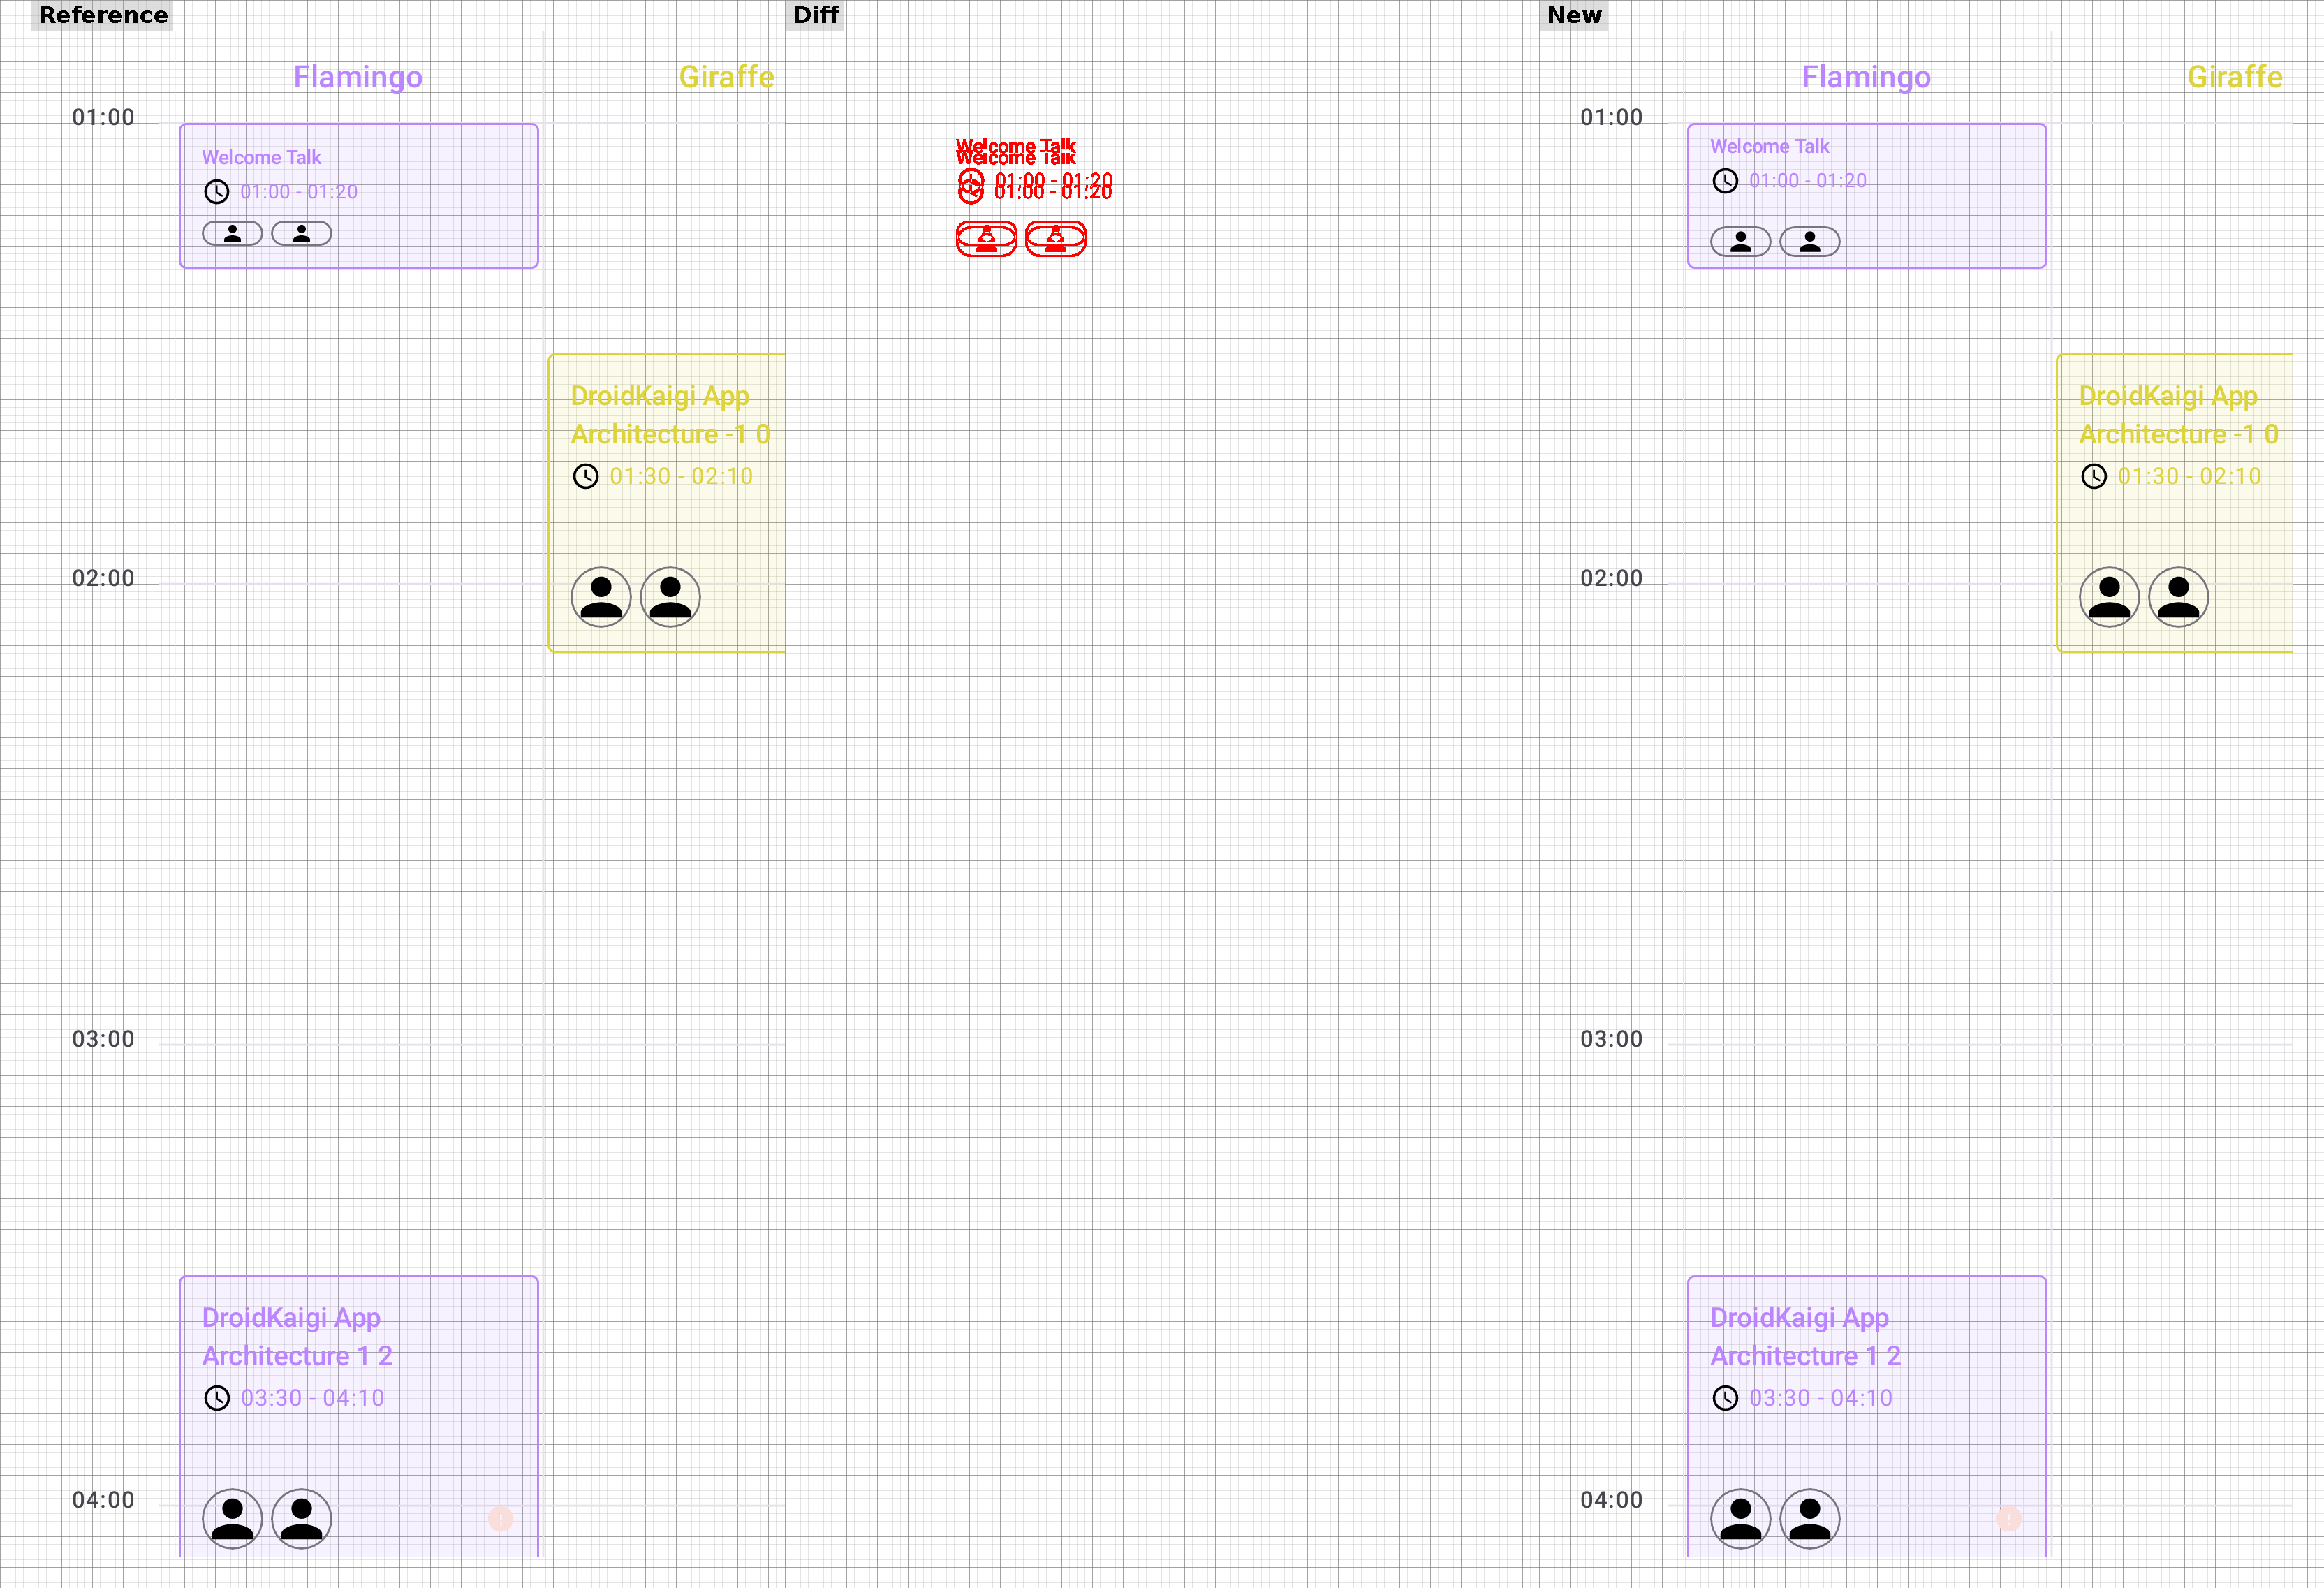 Reference
Flamingo
Giraffe
01:00
Welcome Talk
01:00 - 01:20
DroidKaigi App
Architecture -1 0
01:30 - 02:10
02:00
03:00
DroidKaigi App
Architecture 1 2
03:30 - 04:10
04:00
Diff
Welcome Talk
Welcome Talk
01:00 - 01:20
01:00 - 01:20
New
Flamingo
Giraffe
01:00
Welcome Talk
01:00 - 01:20
DroidKaigi App
Architecture -1 0
01:30 - 02:10
02:00
03:00
DroidKaigi App
Architecture 1 2
03:30 - 04:10
04:00